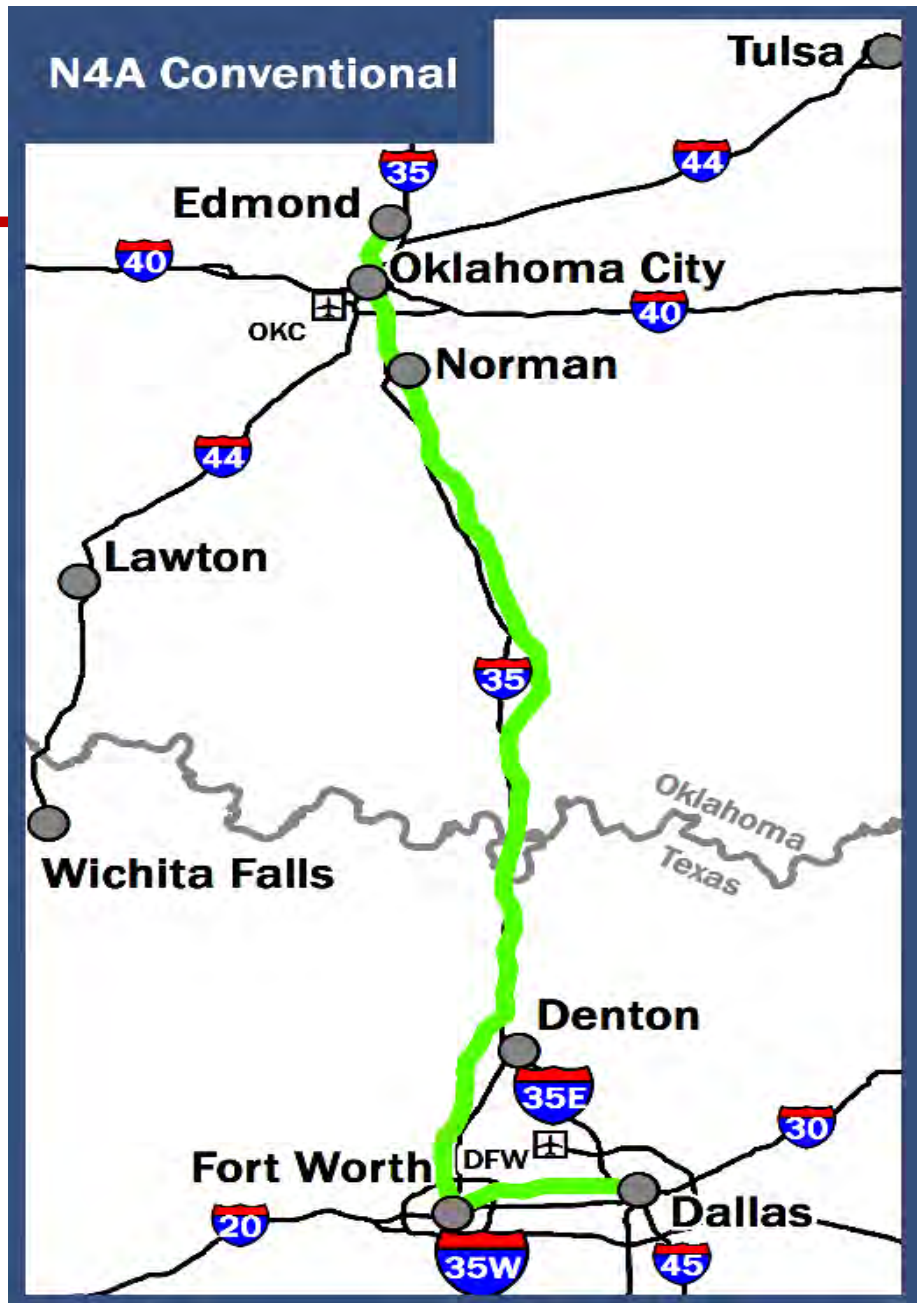 N4A Conventional
Tulsa
35
44
Edmond
40
Oklahoma City
OKC
40
Norman
44
Lawton
35
Oklahoma
Texas
Wichita Falls
Denton
35E
30
DFW
Fort Worth
Dallas
20
35W
45